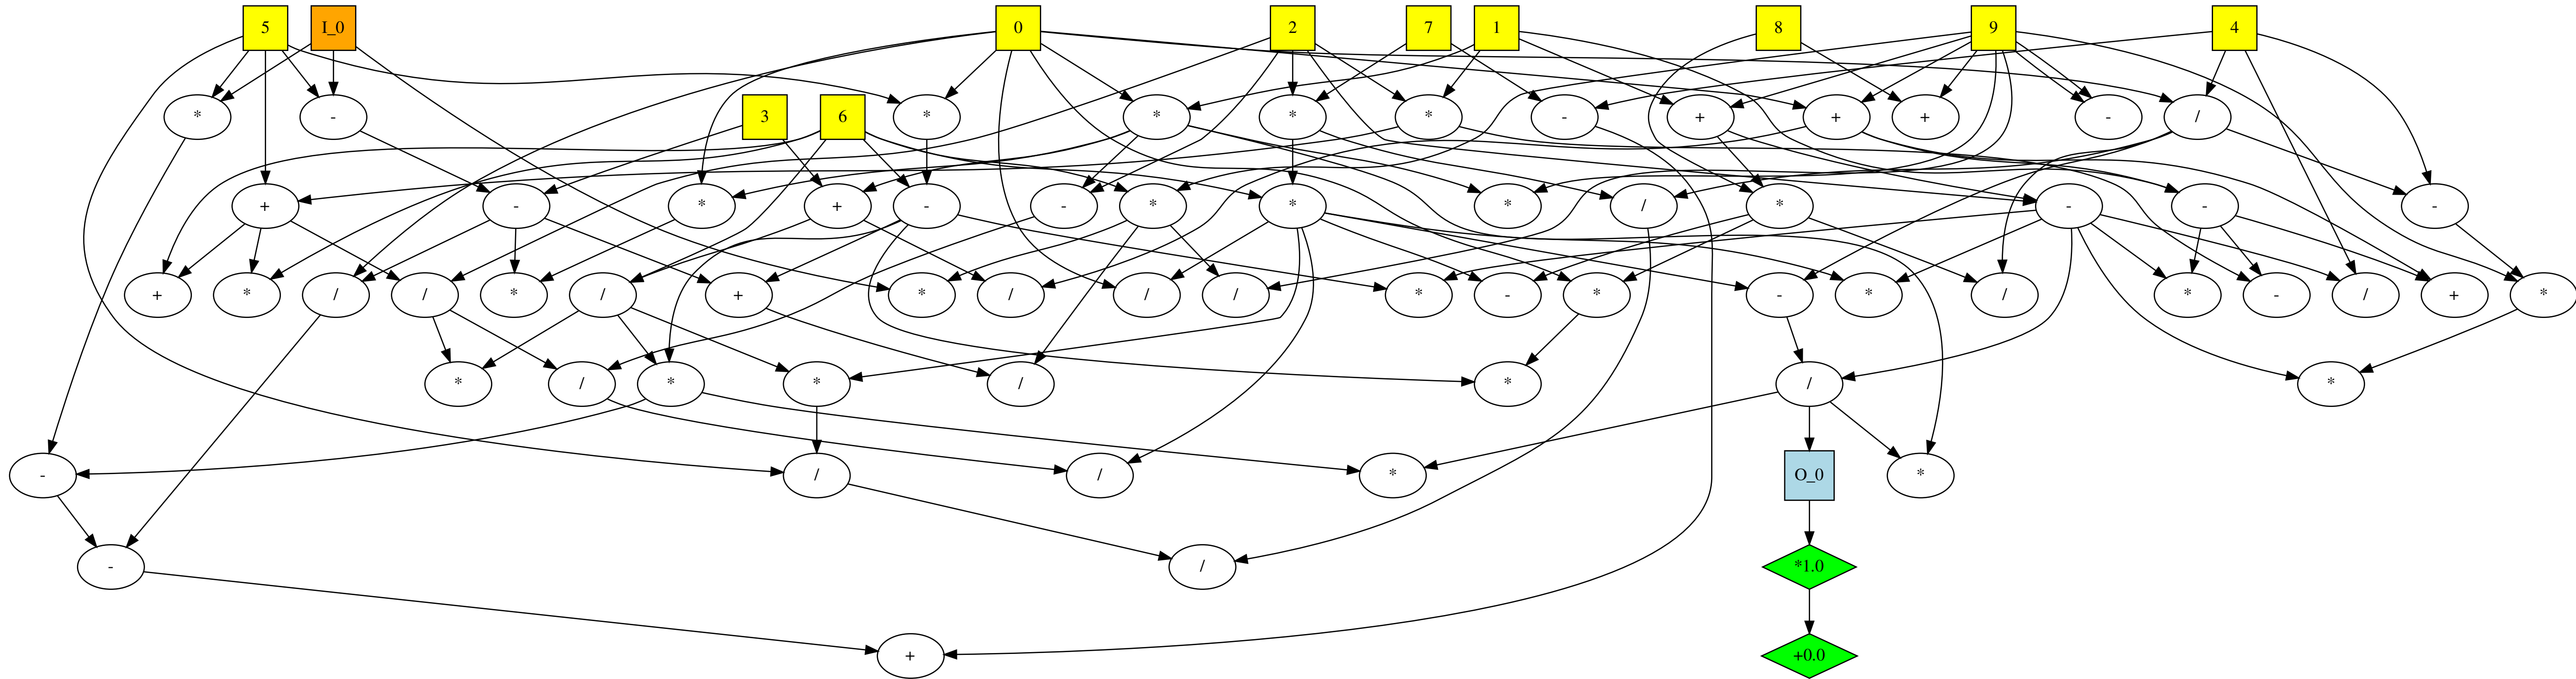 5 I_0 0 2 7 1 8 9 4
* - 3 6 * * * * - + + + - /
+ - * + - - * * * / * - - -
+ * / / * / + * / / / * - * - * / * - / + *
* / * * / * / *
- / / * O_0 *
- / *1.0
+ +0.0